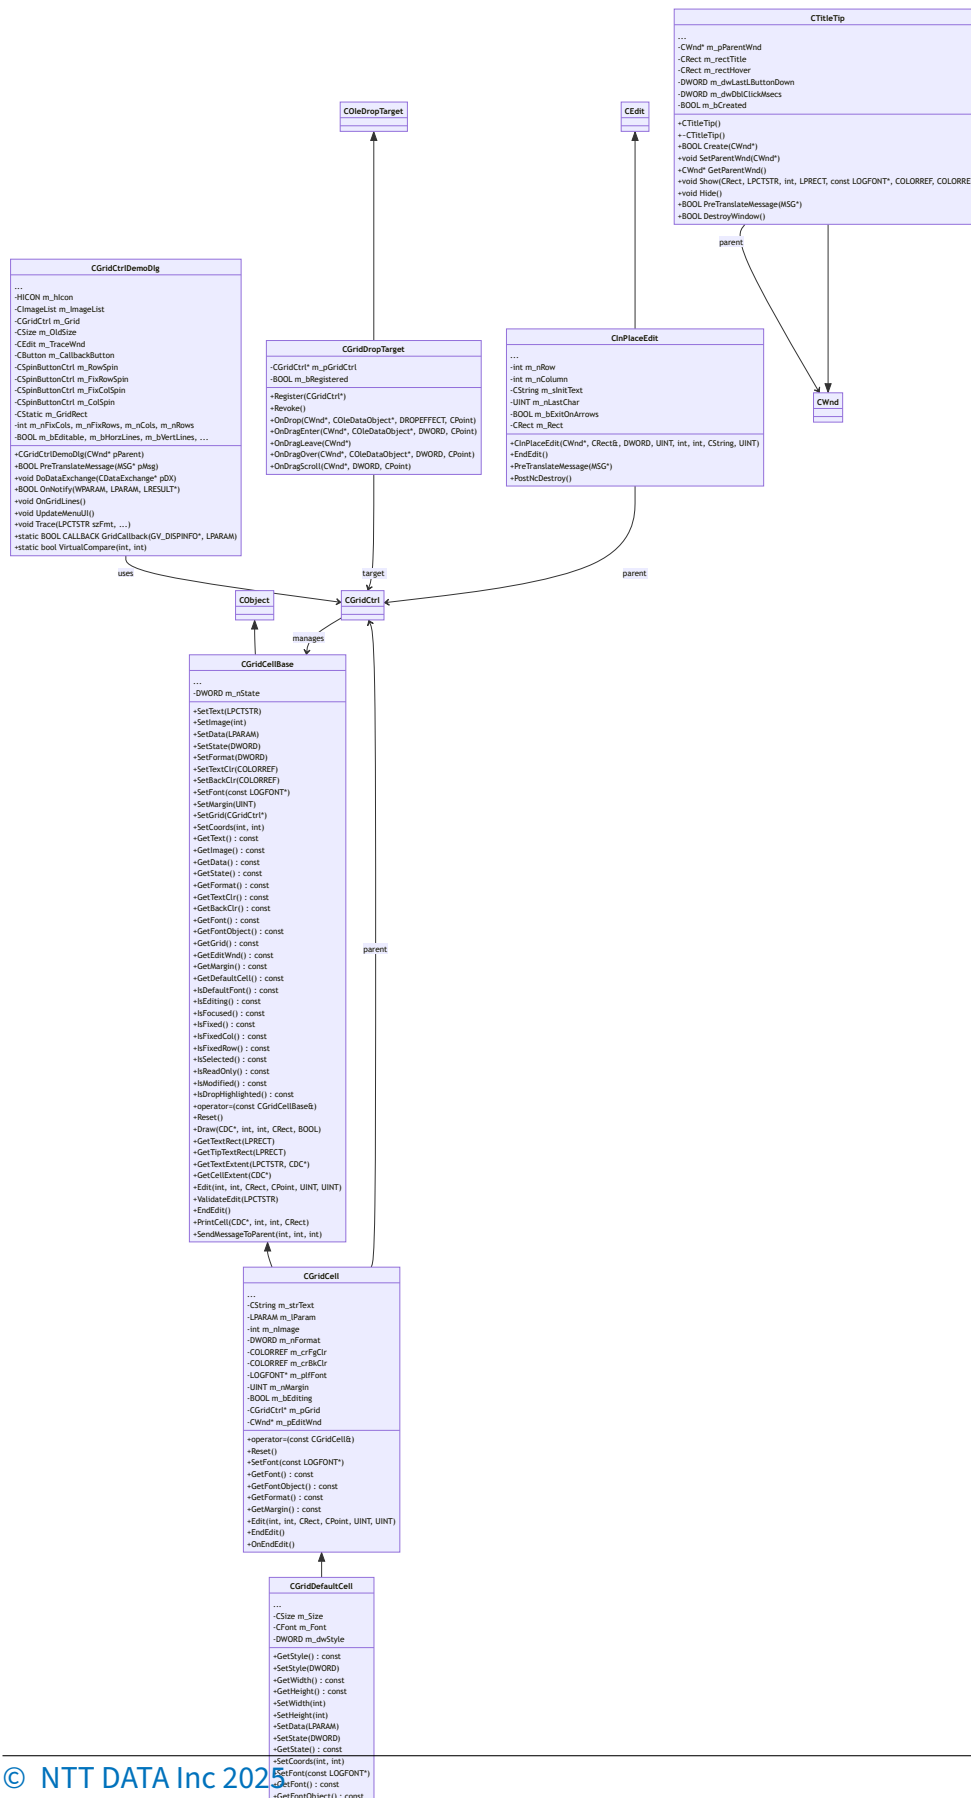 CTitleTip
...
-CWnd* m_pParentWnd
-CRect m_rectTitle
-CRect m_rectHover
-DWORD m_dwLastLButtonDown
-DWORD m_dwDblClickMsecs
-BOOL m_bCreated
+CTitleTip()
+~CTitleTip()
+BOOL Create(CWnd*)
+void SetParentWnd(CWnd*)
+CWnd* GetParentWnd()
+void Show(CRect, LPCTSTR, int, LPRECT, const LOGFONT*, COLORREF, COLORRE
+void Hide()
+BOOL PreTranslateMessage(MSG*)
+BOOL DestroyWindow()
COleDropTarget
CEdit
parent
CGridCtrlDemoDlg
...
-HICON m_hIcon
-CImageList m_ImageList
-CGridCtrl m_Grid
-CSize m_OldSize
-CEdit m_TraceWnd
-CButton m_CallbackButton
-CSpinButtonCtrl m_RowSpin
-CSpinButtonCtrl m_FixRowSpin
-CSpinButtonCtrl m_FixColSpin
-CSpinButtonCtrl m_ColSpin
-CStatic m_GridRect
-int m_nFixCols, m_nFixRows, m_nCols, m_nRows
-BOOL m_bEditable, m_bHorzLines, m_bVertLines, ...
+CGridCtrlDemoDlg(CWnd* pParent)
+BOOL PreTranslateMessage(MSG* pMsg)
+void DoDataExchange(CDataExchange* pDX)
+BOOL OnNotify(WPARAM, LPARAM, LRESULT*)
+void OnGridLines()
+void UpdateMenuUI()
+void Trace(LPCTSTR szFmt, ...)
+static BOOL CALLBACK GridCallback(GV_DISPINFO*, LPARAM)
+static bool VirtualCompare(int, int)
CGridDropTarget
-CGridCtrl* m_pGridCtrl
-BOOL m_bRegistered
+Register(CGridCtrl*)
+Revoke()
+OnDrop(CWnd*, COleDataObject*, DROPEFFECT, CPoint)
+OnDragEnter(CWnd*, COleDataObject*, DWORD, CPoint)
+OnDragLeave(CWnd*)
+OnDragOver(CWnd*, COleDataObject*, DWORD, CPoint)
+OnDragScroll(CWnd*, DWORD, CPoint)
CInPlaceEdit
...
-int m_nRow
-int m_nColumn
-CString m_sInitText
-UINT m_nLastChar
-BOOL m_bExitOnArrows
-CRect m_Rect
+CInPlaceEdit(CWnd*, CRect&, DWORD, UINT, int, int, CString, UINT)
+EndEdit()
+PreTranslateMessage(MSG*)
+PostNcDestroy()
CWnd
uses
target
parent
CObject
CGridCtrl
manages
CGridCellBase
...
-DWORD m_nState
+SetText(LPCTSTR)
+SetImage(int)
+SetData(LPARAM)
+SetState(DWORD)
+SetFormat(DWORD)
+SetTextClr(COLORREF)
+SetBackClr(COLORREF)
+SetFont(const LOGFONT*)
+SetMargin(UINT)
+SetGrid(CGridCtrl*)
+SetCoords(int, int)
+GetText() : const
+GetImage() : const
+GetData() : const
+GetState() : const
+GetFormat() : const
+GetTextClr() : const
+GetBackClr() : const
+GetFont() : const
+GetFontObject() : const
+GetGrid() : const
+GetEditWnd() : const
+GetMargin() : const
+GetDefaultCell() : const
+IsDefaultFont() : const
+IsEditing() : const
+IsFocused() : const
+IsFixed() : const
+IsFixedCol() : const
+IsFixedRow() : const
+IsSelected() : const
+IsReadOnly() : const
+IsModified() : const
+IsDropHighlighted() : const
+operator=(const CGridCellBase&)
+Reset()
+Draw(CDC*, int, int, CRect, BOOL)
+GetTextRect(LPRECT)
+GetTipTextRect(LPRECT)
+GetTextExtent(LPCTSTR, CDC*)
+GetCellExtent(CDC*)
+Edit(int, int, CRect, CPoint, UINT, UINT)
+ValidateEdit(LPCTSTR)
+EndEdit()
+PrintCell(CDC*, int, int, CRect)
+SendMessageToParent(int, int, int)
parent
CGridCell
...
-CString m_strText
-LPARAM m_lParam
-int m_nImage
-DWORD m_nFormat
-COLORREF m_crFgClr
-COLORREF m_crBkClr
-LOGFONT* m_plfFont
-UINT m_nMargin
-BOOL m_bEditing
-CGridCtrl* m_pGrid
-CWnd* m_pEditWnd
+operator=(const CGridCell&)
+Reset()
+SetFont(const LOGFONT*)
+GetFont() : const
+GetFontObject() : const
+GetFormat() : const
+GetMargin() : const
+Edit(int, int, CRect, CPoint, UINT, UINT)
+EndEdit()
+OnEndEdit()
CGridDefaultCell
...
-CSize m_Size
-CFont m_Font
-DWORD m_dwStyle
+GetStyle() : const
+SetStyle(DWORD)
+GetWidth() : const
+GetHeight() : const
+SetWidth(int)
+SetHeight(int)
+SetData(LPARAM)
+SetState(DWORD)
+GetState() : const
+SetCoords(int, int)
+SetFont(const LOGFONT*)
+GetFont() : const
+GetFontObject() : const
© NTT DATA Inc 2025